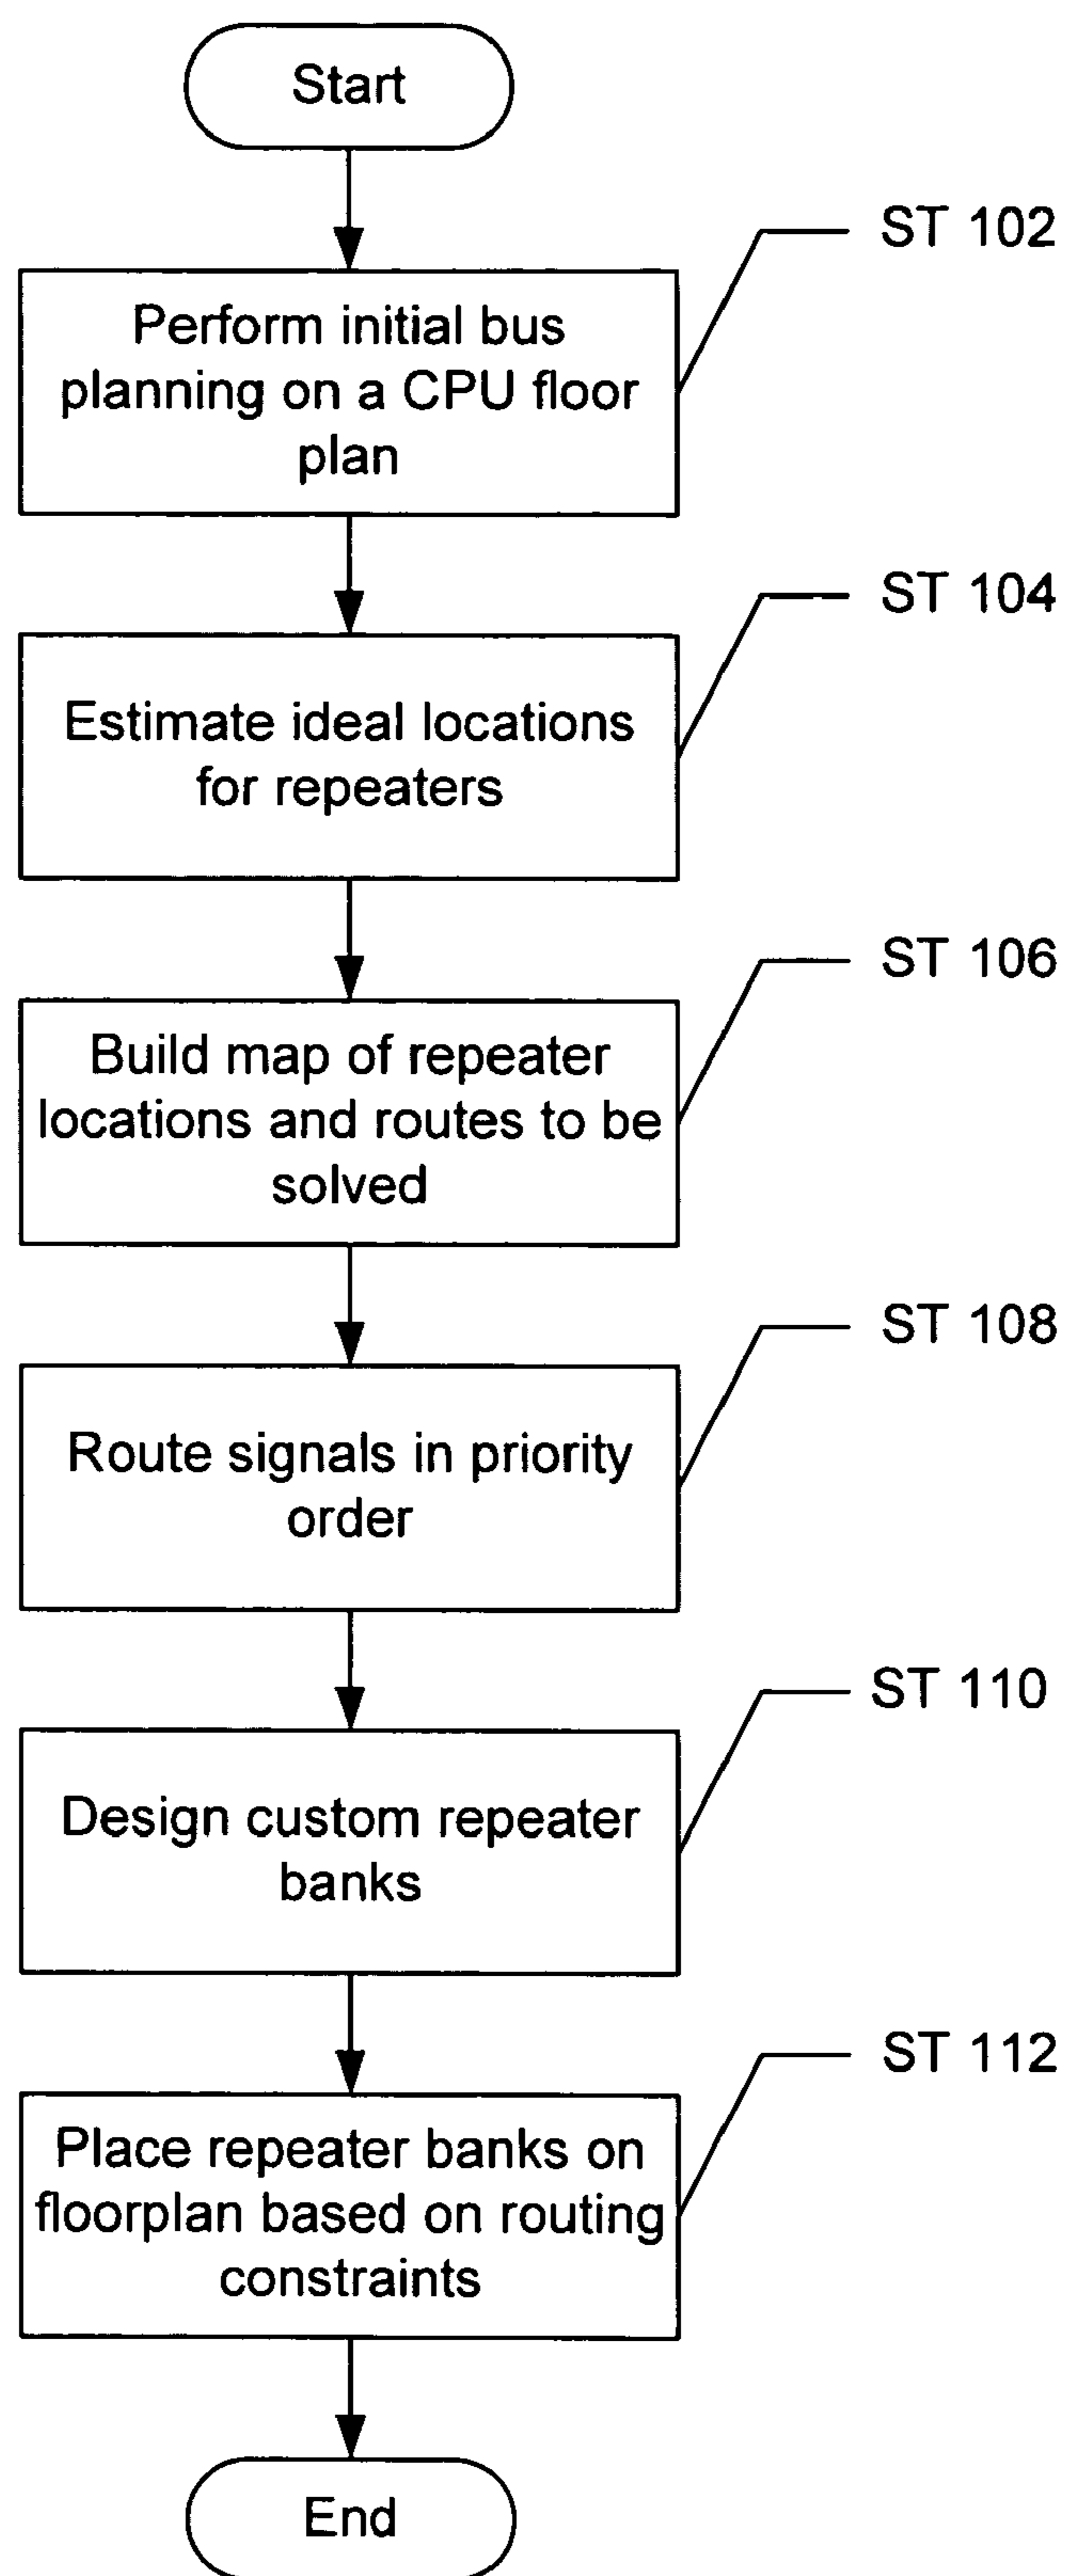 Start
ST 102
Perform initial bus
planning on a CPU floor
plan
ST 104
Estimate ideal locations
for repeaters
ST 106
Build map of repeater
locations and routes to be
solved
ST 108
Route signals in priority
order
ST 110
Design custom repeater
banks
ST 112
Place repeater banks on
floorplan based on routing
constraints
End